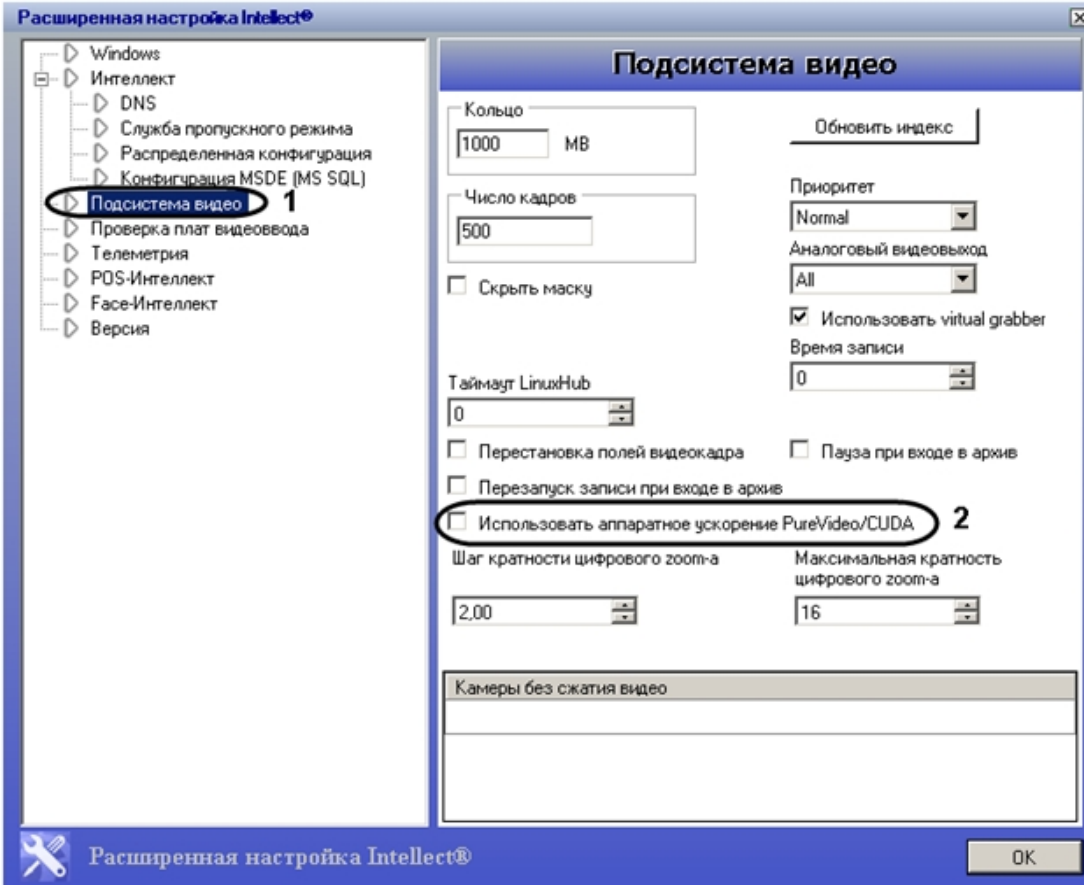 Расширенная настройка Intellect®
Windows
Интеллект
DNS
Служба пропускного режима
Распределенная конфигурация
Конфигурация MSDE (MS SQL)
Подсистема видео 1
Проверка плат видеоввода
Телеметрия
POS-Интеллект
Face-Интеллект
Версия
Подсистема видео
Кольцо
1000 MB
Обновить индекс
Число кадров
500
Приоритет
Normal
Аналоговый видеовыход
All
Скрыть маску
Использовать virtual grabber
Время записи
0
Таймаут LinuxHub
0
Перестановка полей видеокадра
Пауза при входе в архив
Перезапуск записи при входе в архив
Использовать аппаратное ускорение PureVideo/CUDA 2
Шаг кратности цифрового zoom-а
2,00
Максимальная кратность
цифрового zoom-а
16
Камеры без сжатия видео
Расширенная настройка Intellect®
OK